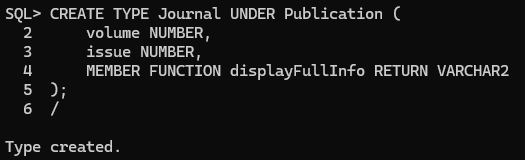 SQL> CREATE TYPE Journal UNDER Publication (
  2      volume NUMBER,
  3      issue NUMBER,
  4      MEMBER FUNCTION displayFullInfo RETURN VARCHAR2
  5  );
  6  /
Type created.